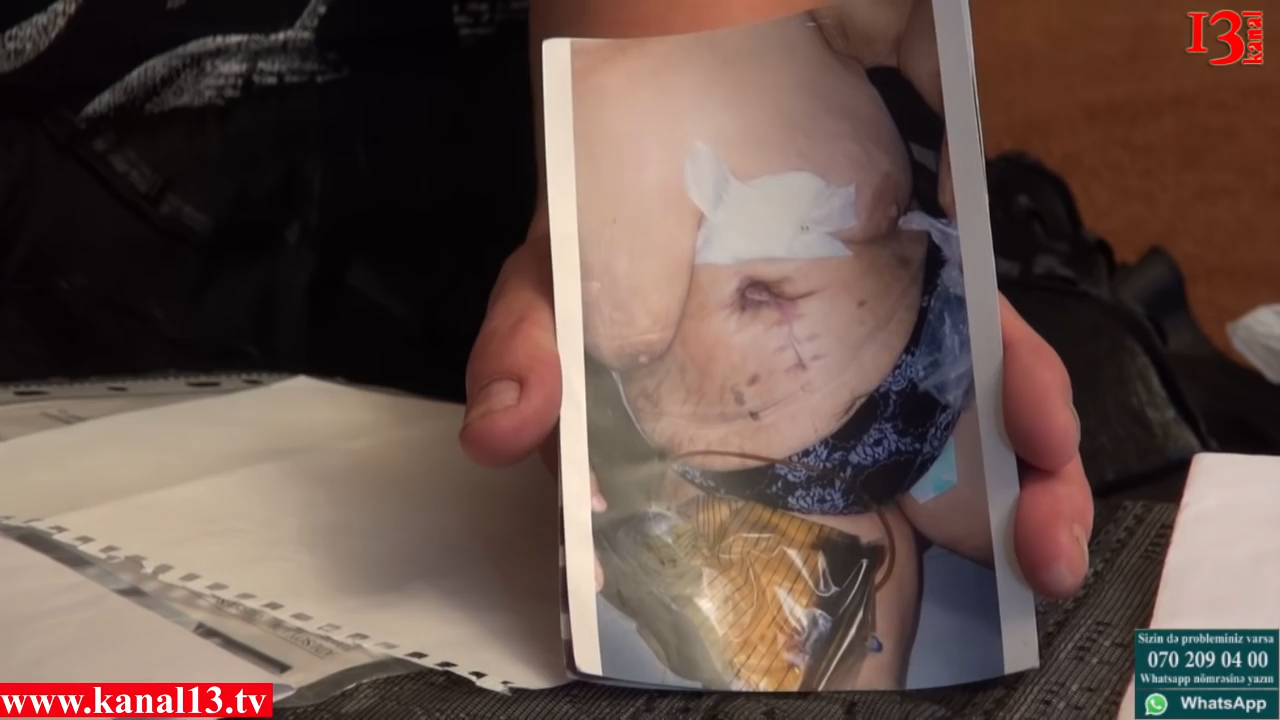 13
kanal
www.kanal13.tv
Sizin də probleminiz varsa
070 209 04 00
Whatsapp nömrəsinə yazın
WhatsApp